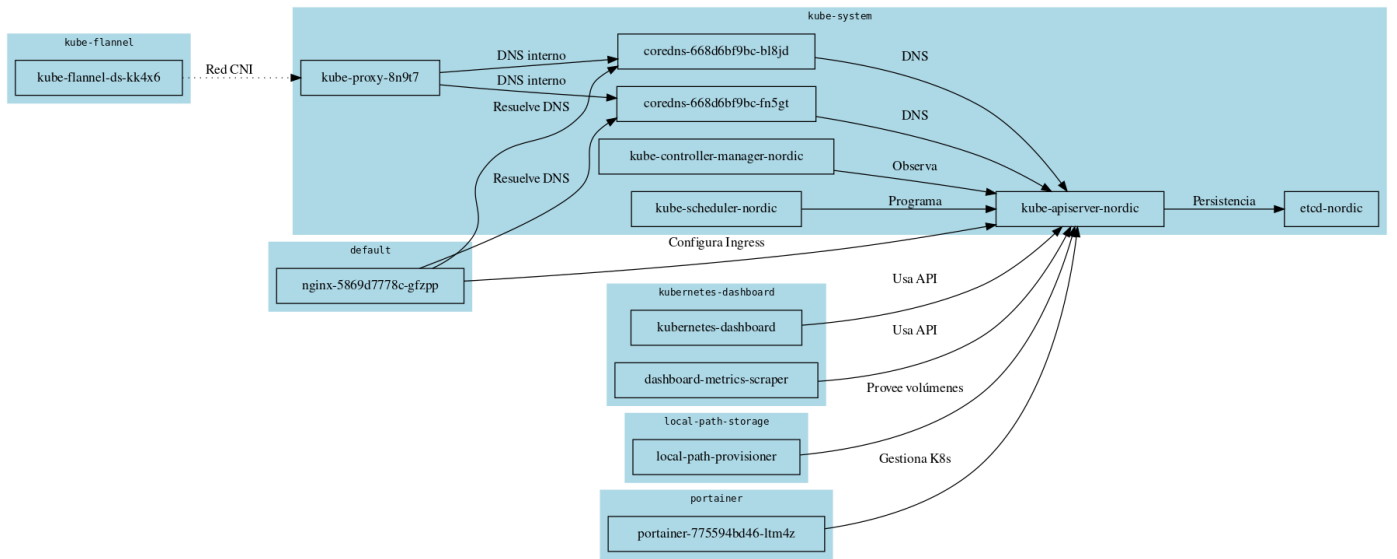 kube-system
kube-flannel
kube-flannel-ds-kk4x6
Red CNI
kube-proxy-8n9t7
DNS interno
DNS interno
Resuelve DNS
Resuelve DNS
coredns-668d6bf9bc-bl8jd
DNS
coredns-668d6bf9bc-fn5gt
DNS
kube-controller-manager-nordic
Observa
kube-scheduler-nordic
Programa
kube-apiserver-nordic
Persistencia
etcd-nordic
default
nginx-5869d7778c-gfzpp
Configura Ingress
kubernetes-dashboard
kubernetes-dashboard
Usa API
dashboard-metrics-scraper
Usa API
local-path-storage
local-path-provisioner
Provee volúmenes
portainer
portainer-775594bd46-ltm4z
Gestiona K8s